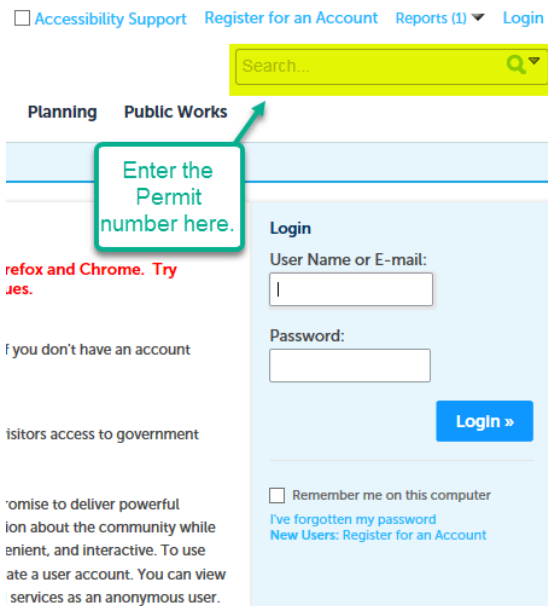 Accessibility Support Register for an Account Reports (1) Login
Search...
Planning Public Works
Enter the
Permit
number here.
Login
User Name or E-mail:
Password:
Login »
Remember me on this computer
I've forgotten my password
New Users: Register for an Account
refox and Chrome. Try
ues.
f you don't have an account
isitors access to government
romise to deliver powerful
ion about the community while
enient, and interactive. To use
ate a user account. You can view
services as an anonymous user.